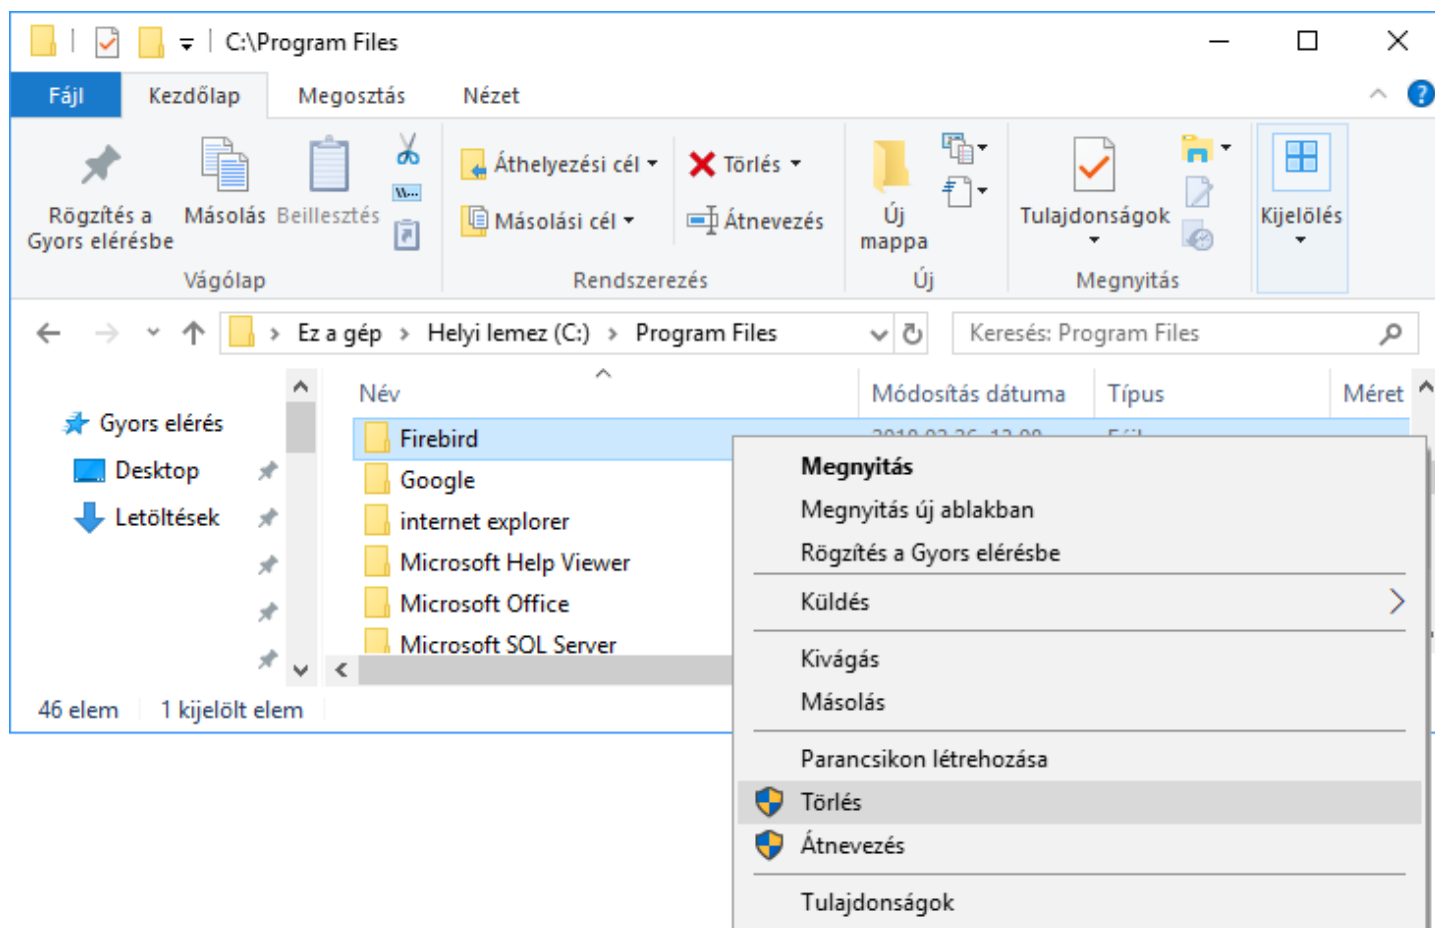 C:\Program Files
Fájl Kezdőlap Megosztás Nézet
Rögzítés a
Gyors elérésbe
Másolás
Beillesztés
Vágólap
Áthelyezési cél
Másolási cél
Törlés
Átnevezés
Rendszerezés
Új
mappa
Új
Tulajdonságok
Megnyitás
Kijelölés
Ez a gép > Helyi lemez (C:) > Program Files
Keresés: Program Files
Gyors elérés
Desktop
Letöltések
Név Módosítás dátuma Típus Méret
Firebird
Google
internet explorer
Microsoft Help Viewer
Microsoft Office
Microsoft SQL Server
46 elem 1 kijelölt elem
Megnyitás
Megnyitás új ablakban
Rögzítés a Gyors elérésbe
Küldés
Kivágás
Másolás
Parancsikon létrehozása
Törlés
Átnevezés
Tulajdonságok